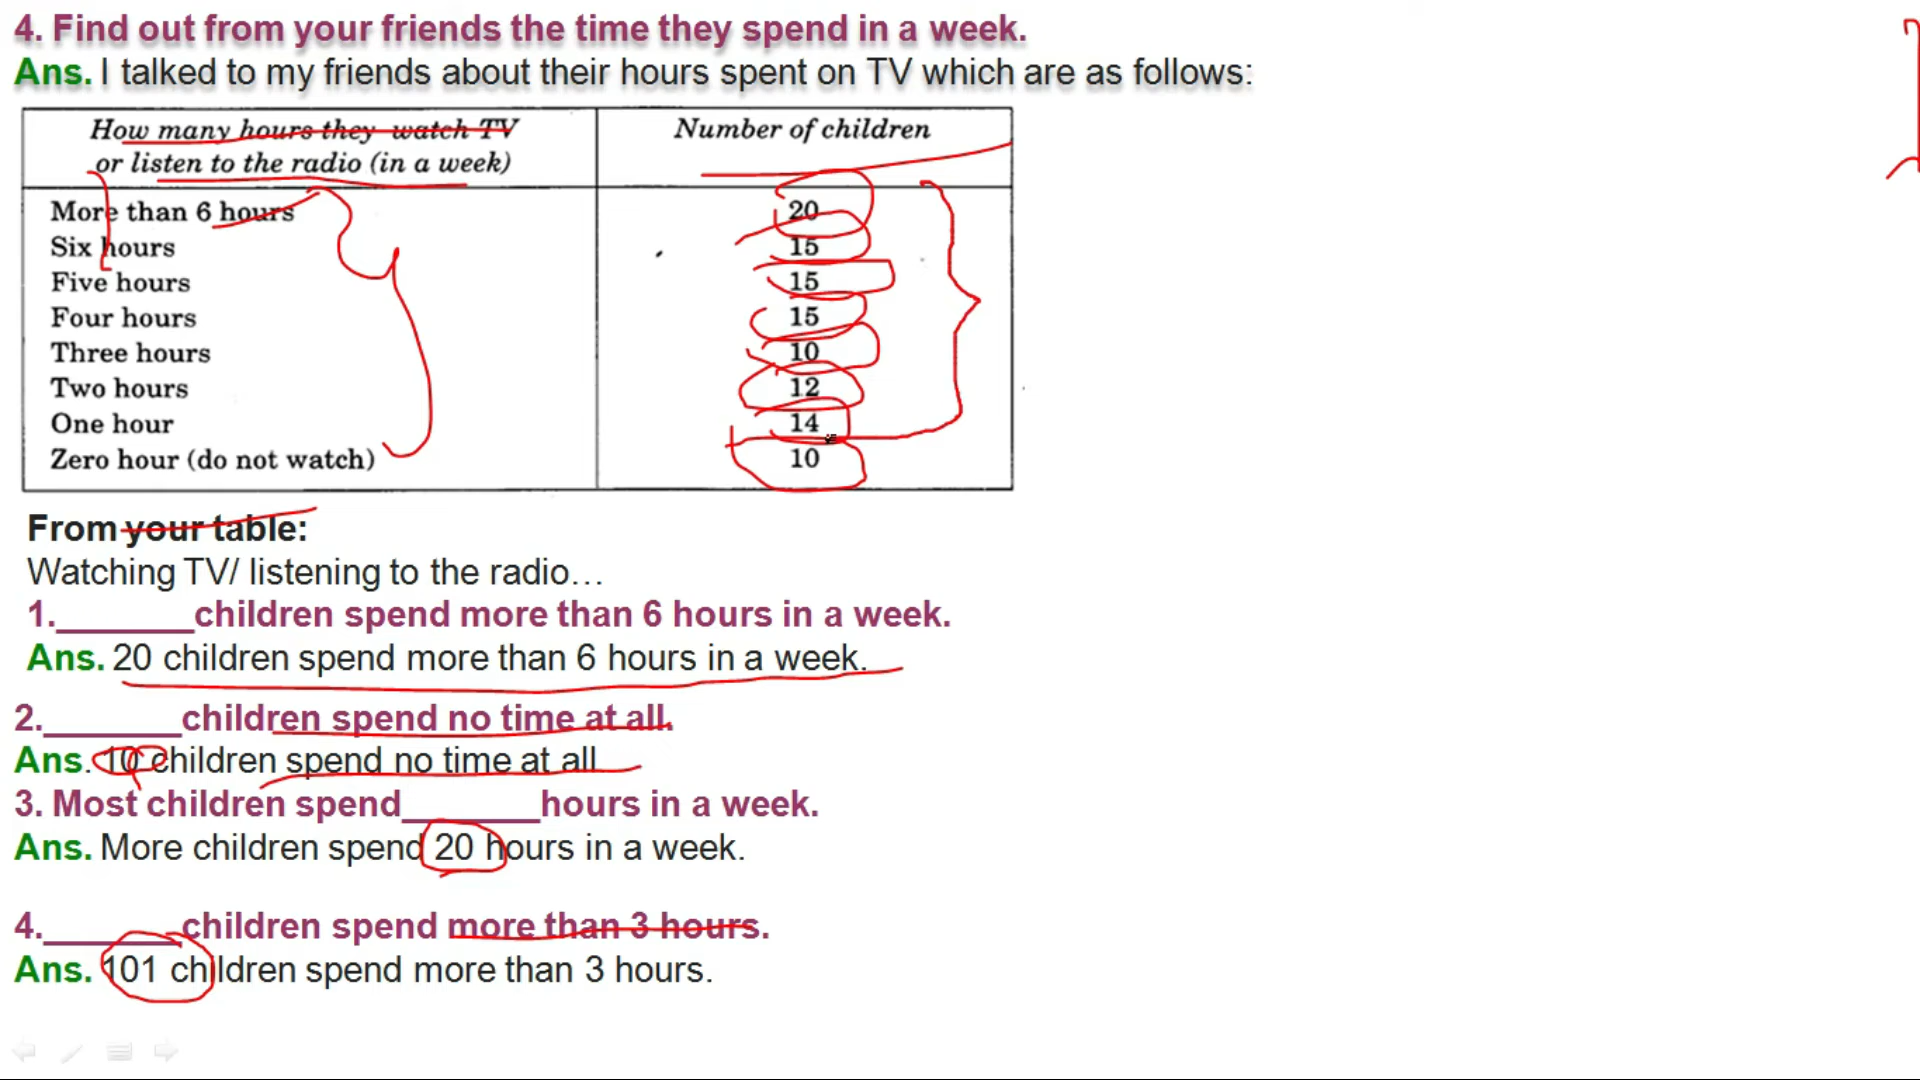 4. Find out from your friends the time they spend in a week.
Ans. I talked to my friends about their hours spent on TV which are as follows:
How many hours they watch TV
or listen to the radio (in a week)
Number of children
More than 6 hours 20
Six hours 15
Five hours 15
Four hours 15
Three hours 10
Two hours 12
One hour 14
Zero hour (do not watch) 10
From your table:
Watching TV/ listening to the radio…
1._______children spend more than 6 hours in a week.
Ans. 20 children spend more than 6 hours in a week.
2._______children spend no time at all.
Ans. 10 children spend no time at all
3. Most children spend_______hours in a week.
Ans. More children spend 20 hours in a week.
4._______children spend more than 3 hours.
Ans. 101 children spend more than 3 hours.